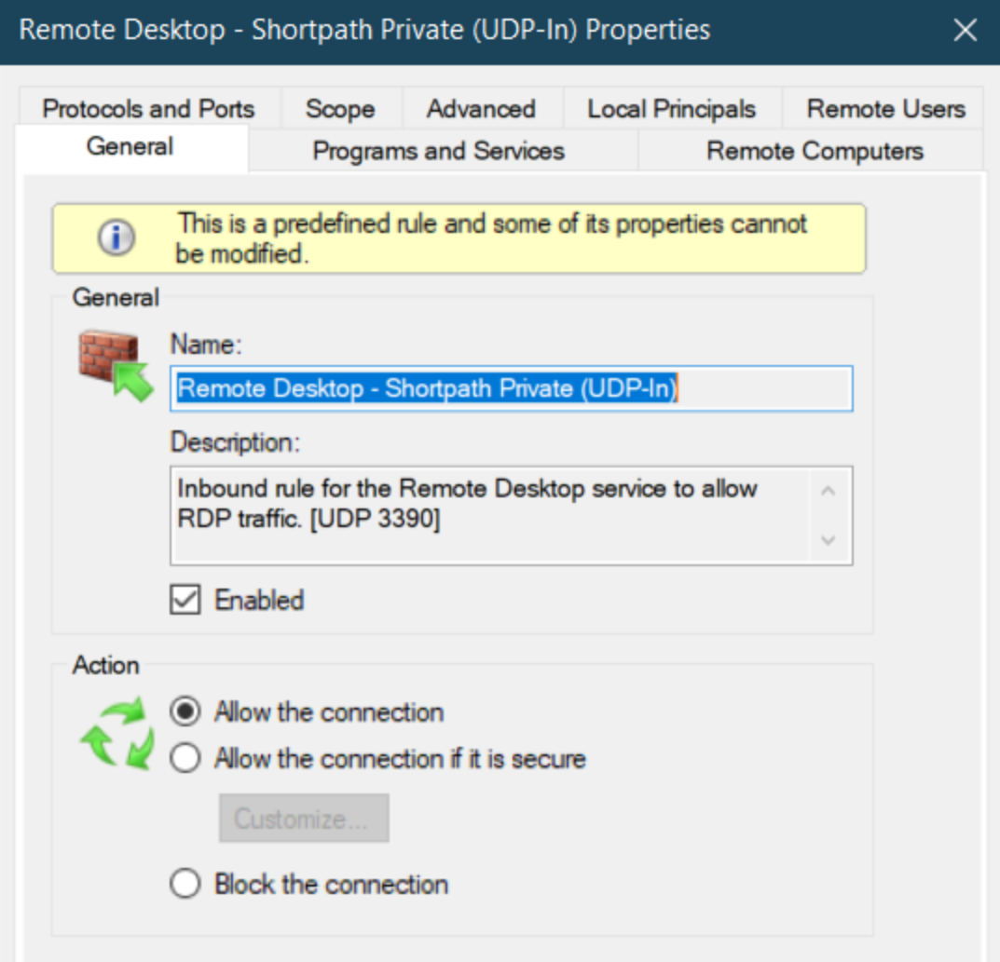 Remote Desktop - Shortpath Private (UDP-In) Properties
Protocols and Ports Scope Advanced Local Principals Remote Users
General Programs and Services Remote Computers
This is a predefined rule and some of its properties cannot
be modified.
General
Name:
Remote Desktop - Shortpath Private (UDP-In)
Description:
Inbound rule for the Remote Desktop service to allow
RDP traffic. [UDP 3390]
Enabled
Action
Allow the connection
Allow the connection if it is secure
Customize...
Block the connection